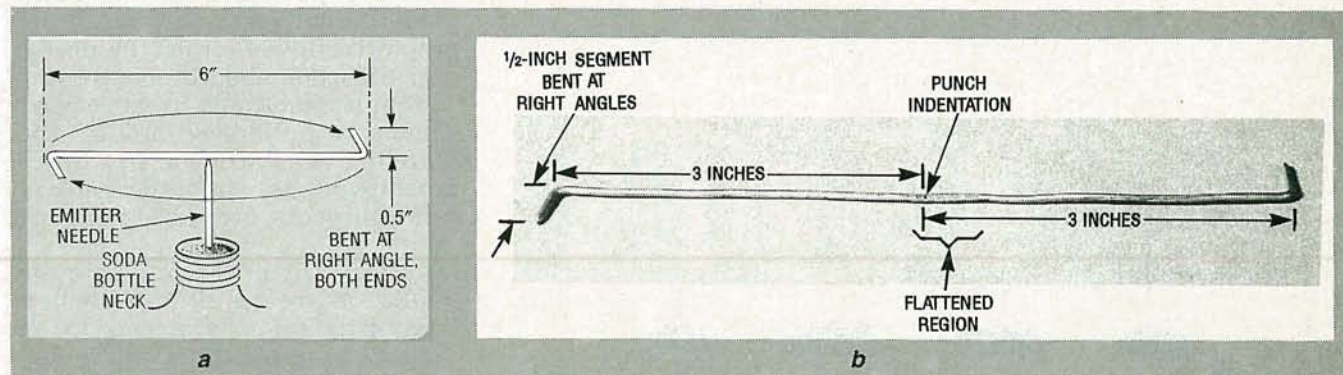 6"
EMITTER
NEEDLE
SODA
BOTTLE
NECK
0.5"
BENT AT
RIGHT ANGLE,
BOTH ENDS
a
1/2-INCH SEGMENT
BENT AT
RIGHT ANGLES
PUNCH
INDENTATION
3 INCHES
3 INCHES
FLATTENED
REGION
b